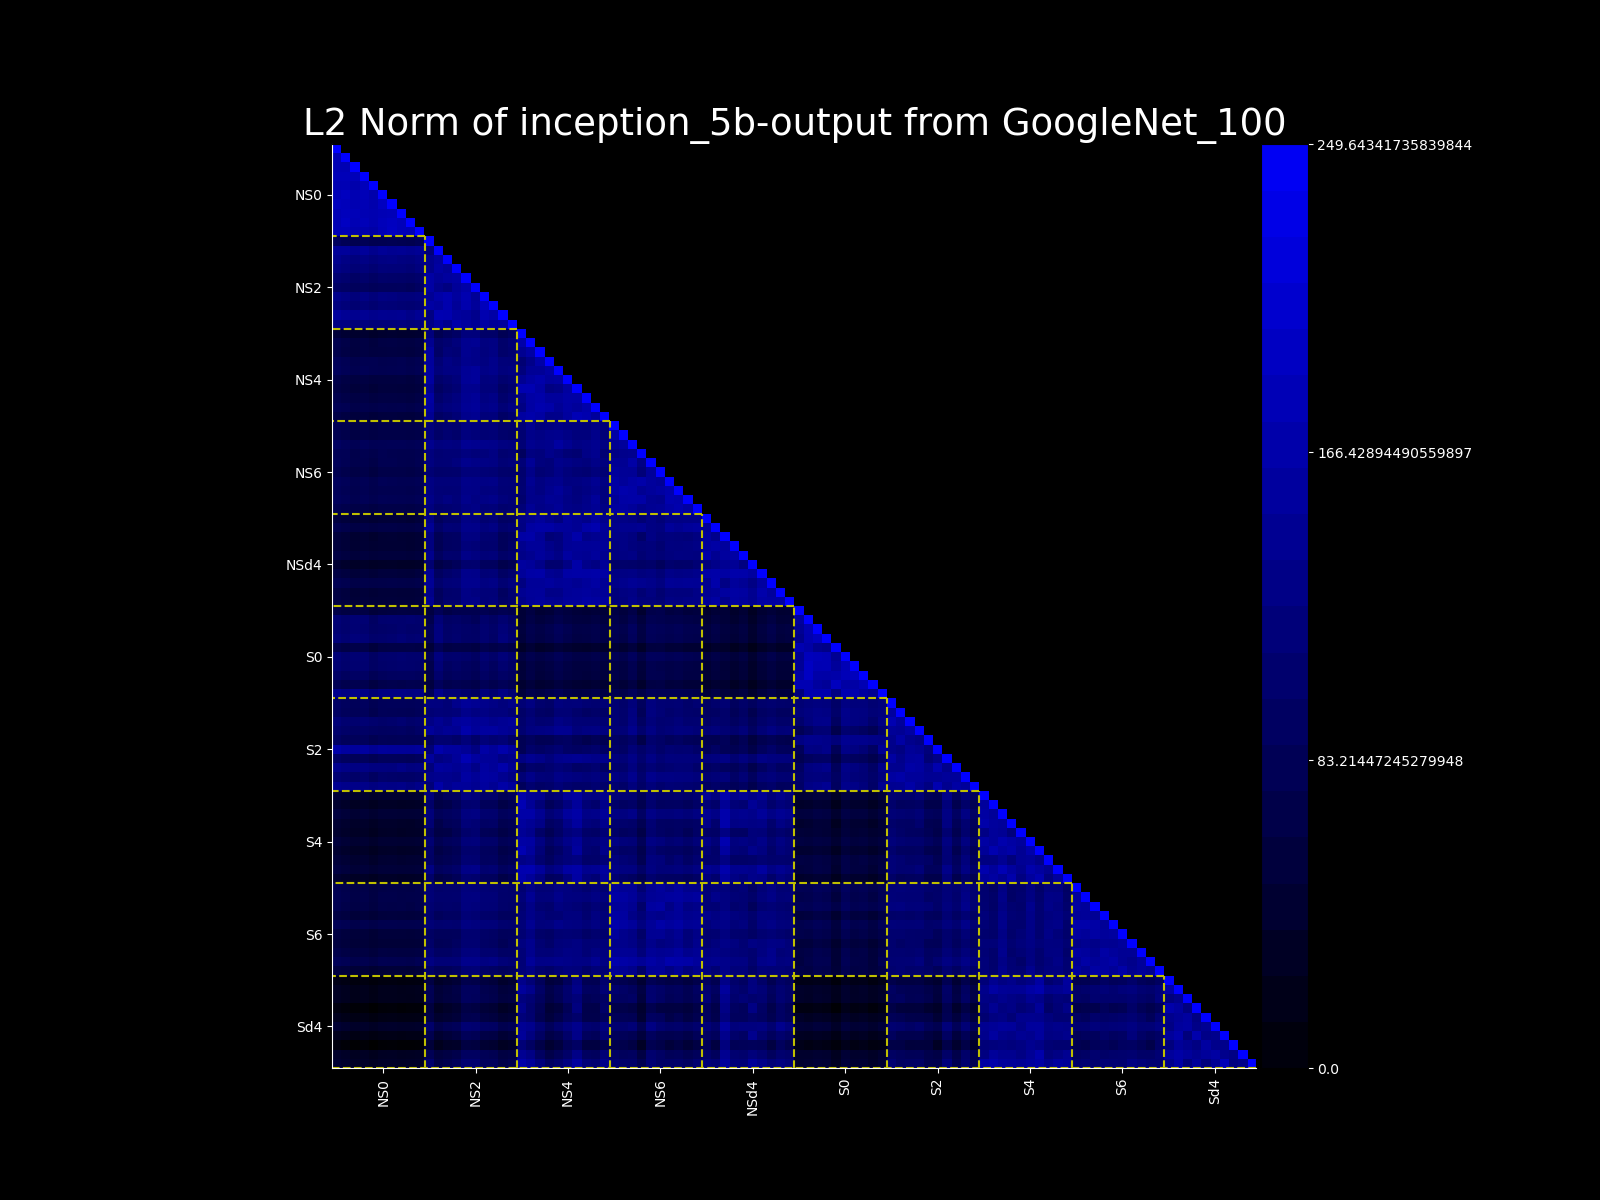 L2 Norm of inception_5b-output from GoogleNet_100
249.64341735839844
166.42894490559897
83.21447245279948
0.0
NS0
NS2
NS4
NS6
NSd4
S0
S2
S4
S6
Sd4
NS0
NS2
NS4
NS6
NSd4
S0
S2
S4
S6
Sd4